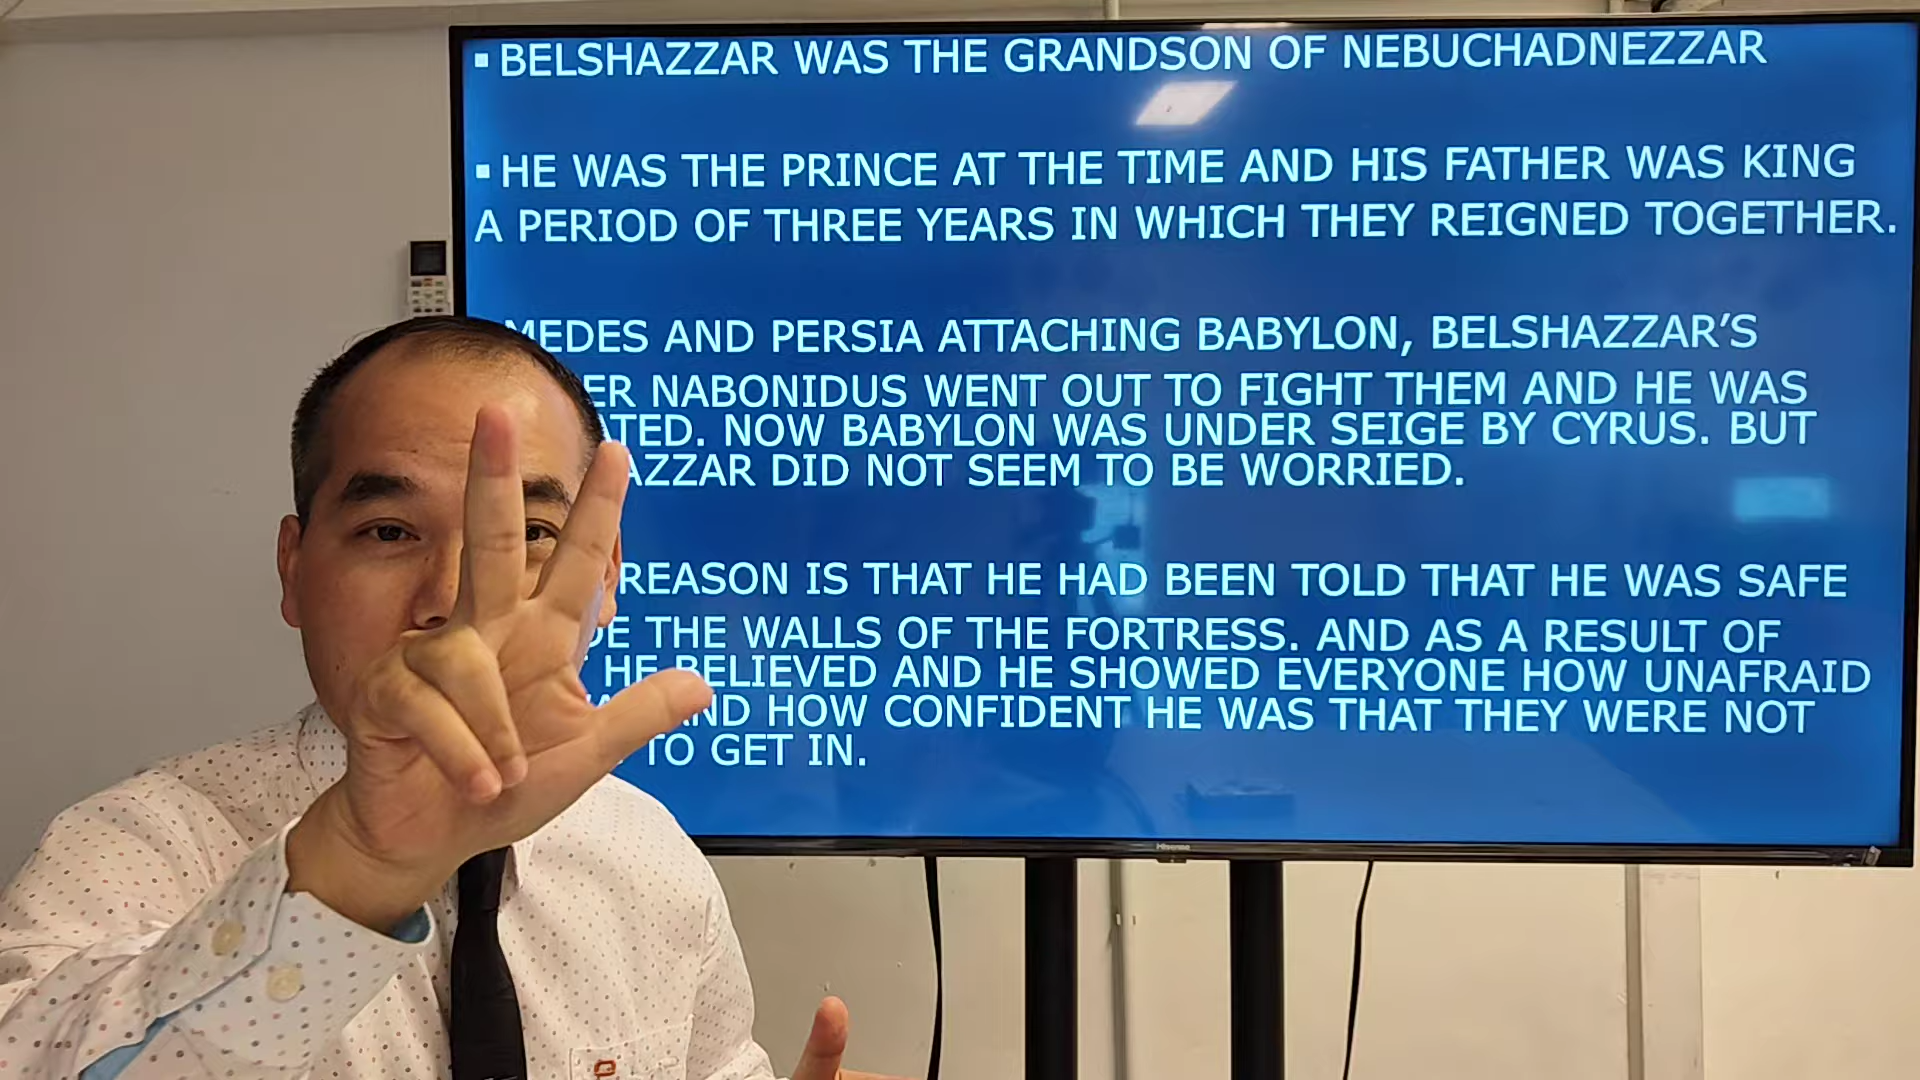 ▪ BELSHAZZAR WAS THE GRANDSON OF NEBUCHADNEZZAR
▪ HE WAS THE PRINCE AT THE TIME AND HIS FATHER WAS KING
A PERIOD OF THREE YEARS IN WHICH THEY REIGNED TOGETHER.
MEDES AND PERSIA ATTACHING BABYLON, BELSHAZZAR'S
NABONIDUS WENT OUT TO FIGHT THEM AND HE WAS
NOW BABYLON WAS UNDER SEIGE BY CYRUS. BUT
DID NOT SEEM TO BE WORRIED.
REASON IS THAT HE HAD BEEN TOLD THAT HE WAS SAFE
THE WALLS OF THE FORTRESS. AND AS A RESULT OF
HE BELIEVED AND HE SHOWED EVERYONE HOW UNAFRAID
AND HOW CONFIDENT HE WAS THAT THEY WERE NOT
TO GET IN.
Hisense